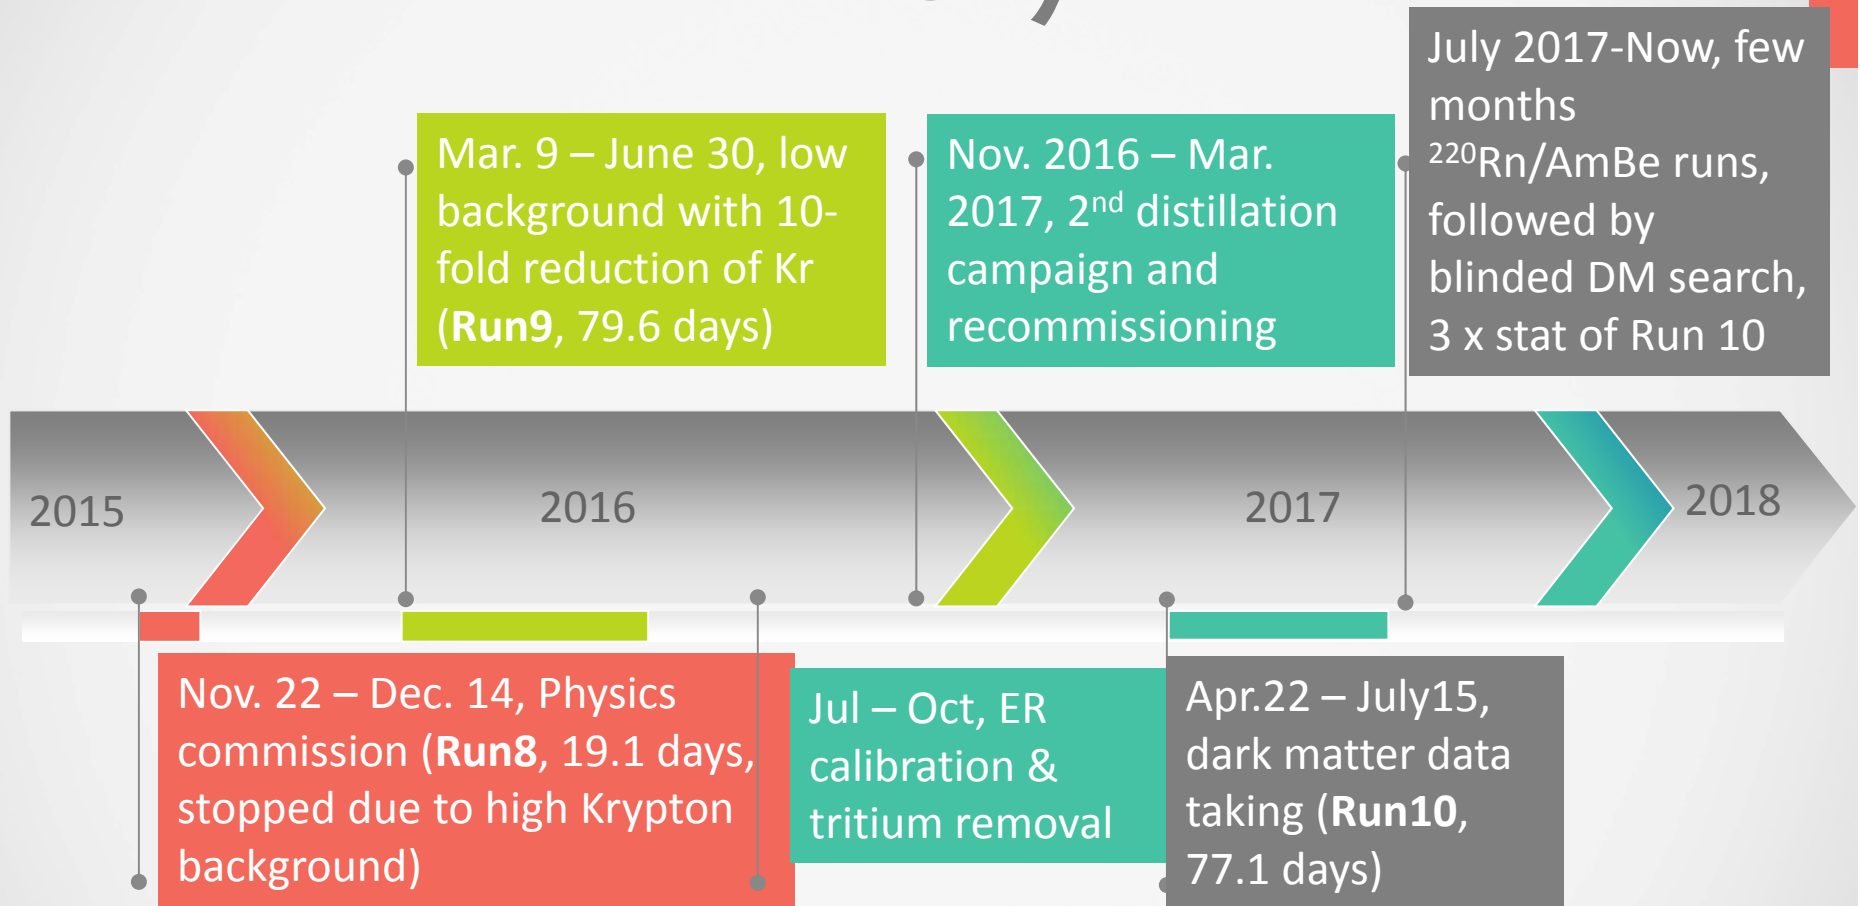 Mar. 9 – June 30, low
background with 10-
fold reduction of Kr
(Run9, 79.6 days)
Nov. 2016 – Mar.
2017, 2nd distillation
campaign and
recommissioning
July 2017-Now, few
months
220Rn/AmBe runs,
followed by
blinded DM search,
3 x stat of Run 10
2015
2016
2017
2018
Nov. 22 – Dec. 14, Physics
commission (Run8, 19.1 days,
stopped due to high Krypton
background)
Jul – Oct, ER
calibration &
tritium removal
Apr.22 – July15,
dark matter data
taking (Run10,
77.1 days)